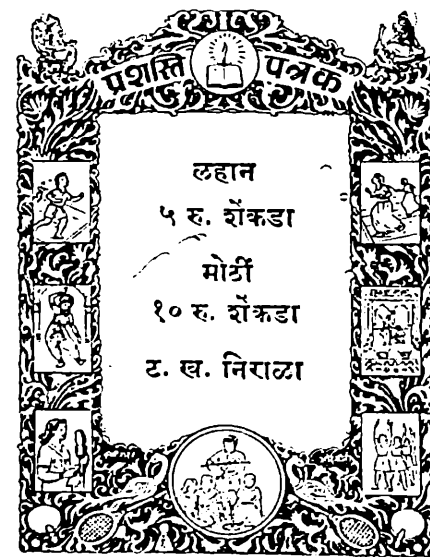 प्रशस्ति पत्रक
लहान
५ रु. शेंकडा
मोठीं
१० रु. शेंकडा
ट. ख. निराळा